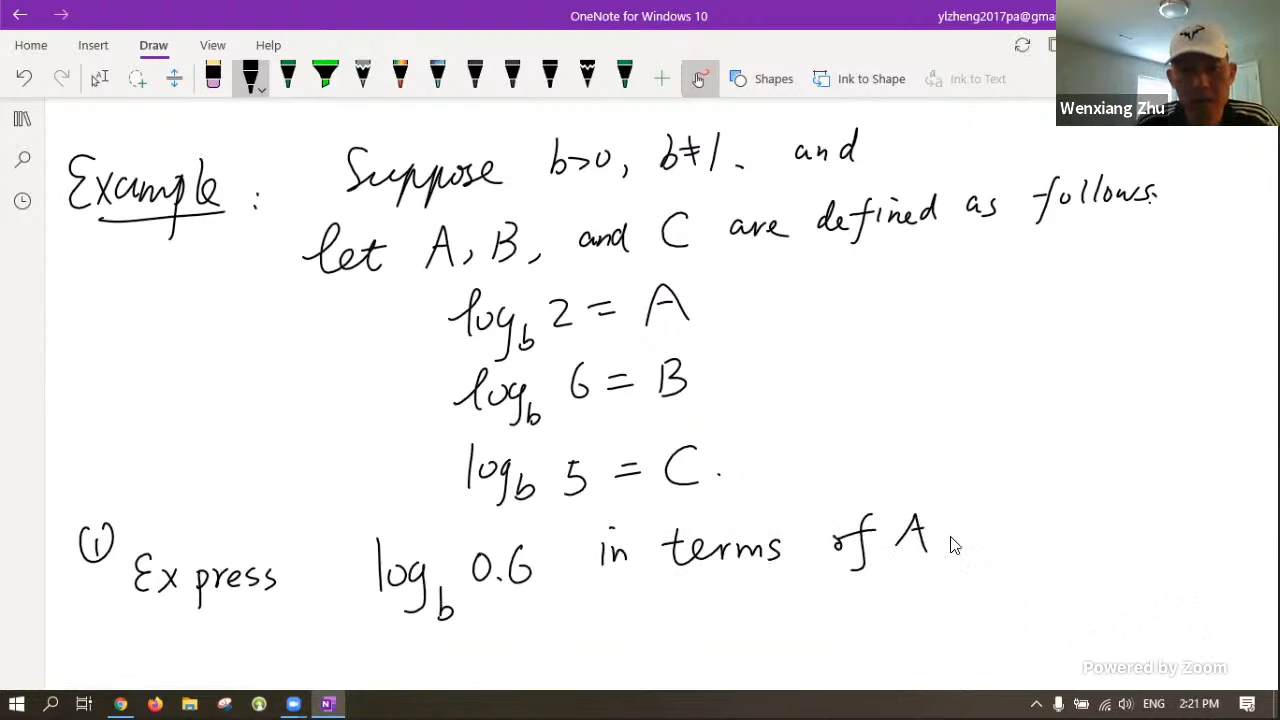 OneNote for Windows 10
ylzheng2017pa@gma
Home Insert Draw View Help
Shapes Ink to Shape Ink to Text
Wenxiang Zhu
Example: Suppose b>0, b≠1. and
let A, B, and C are defined as follows.
log_b 2 = A
log_b 6 = B
log_b 5 = C.
① Express log_b 0.6 in terms of A
Powered by Zoom
ENG 2:21 PM